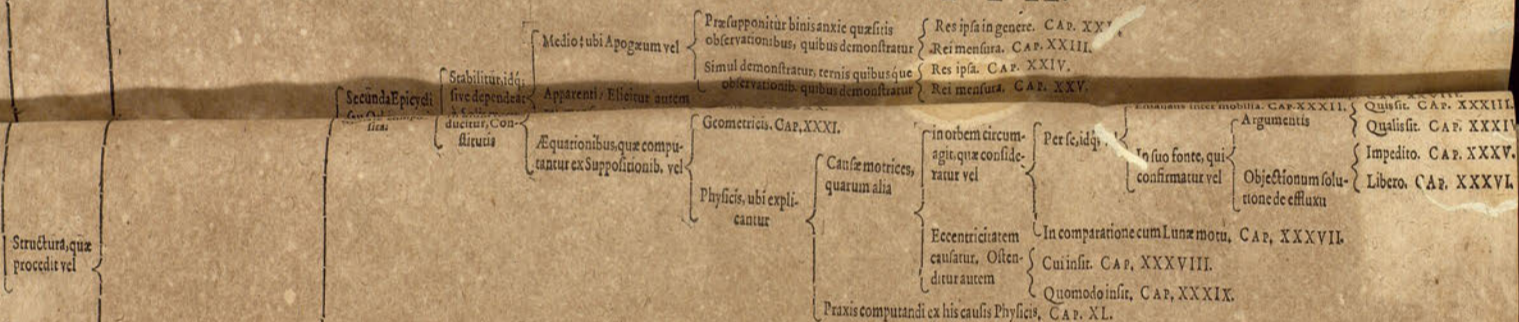 Structura, quæ
procedit vel
Secunda Epicycli
Stabilitur, idq;
sive dependeat
ducitur, Con-
stitutis
Medio: ubi Apogæum vel
Præsupponitur binis anxie quæsitis
observationibus, quibus demonstratur
Res ipsa in genere. CAP.
Rei mensura. CAP. XXIII.
Simul demonstratur, ternis quibusque
observationib. quibus demonstratur
Res ipsa. CAP. XXIV.
Rei mensura. CAP. XXV.
Apparenti: Elicitur autem
Æquationibus, quæ compu-
tantur ex Suppositionib. vel
Geometricis. CAP. XXXI.
Physicis, ubi expli-
cantur
Causæ motrices,
quarum alia
in orbem circum-
agit, quæ conside-
ratur vel
Per se, idq;
inter mobilia. CAP. XXXII.
In suo fonte, qui
confirmatur vel
Argumentis
Quis sit. CAP. XXXIII.
Qualis sit. CAP. XXXIV
Objectionum solu-
tione de effluxu
Impedito. CAP. XXXV.
Libero. CAP. XXXVI.
In comparatione cum Lunæ motu, CAP. XXXVII.
Eccentricitatem
causatur, Osten-
ditur autem
Cui insit. CAP. XXXVIII.
Quomodo insit, CAP. XXXIX.
Praxis computandi ex his causis Physicis, CAP. XL.